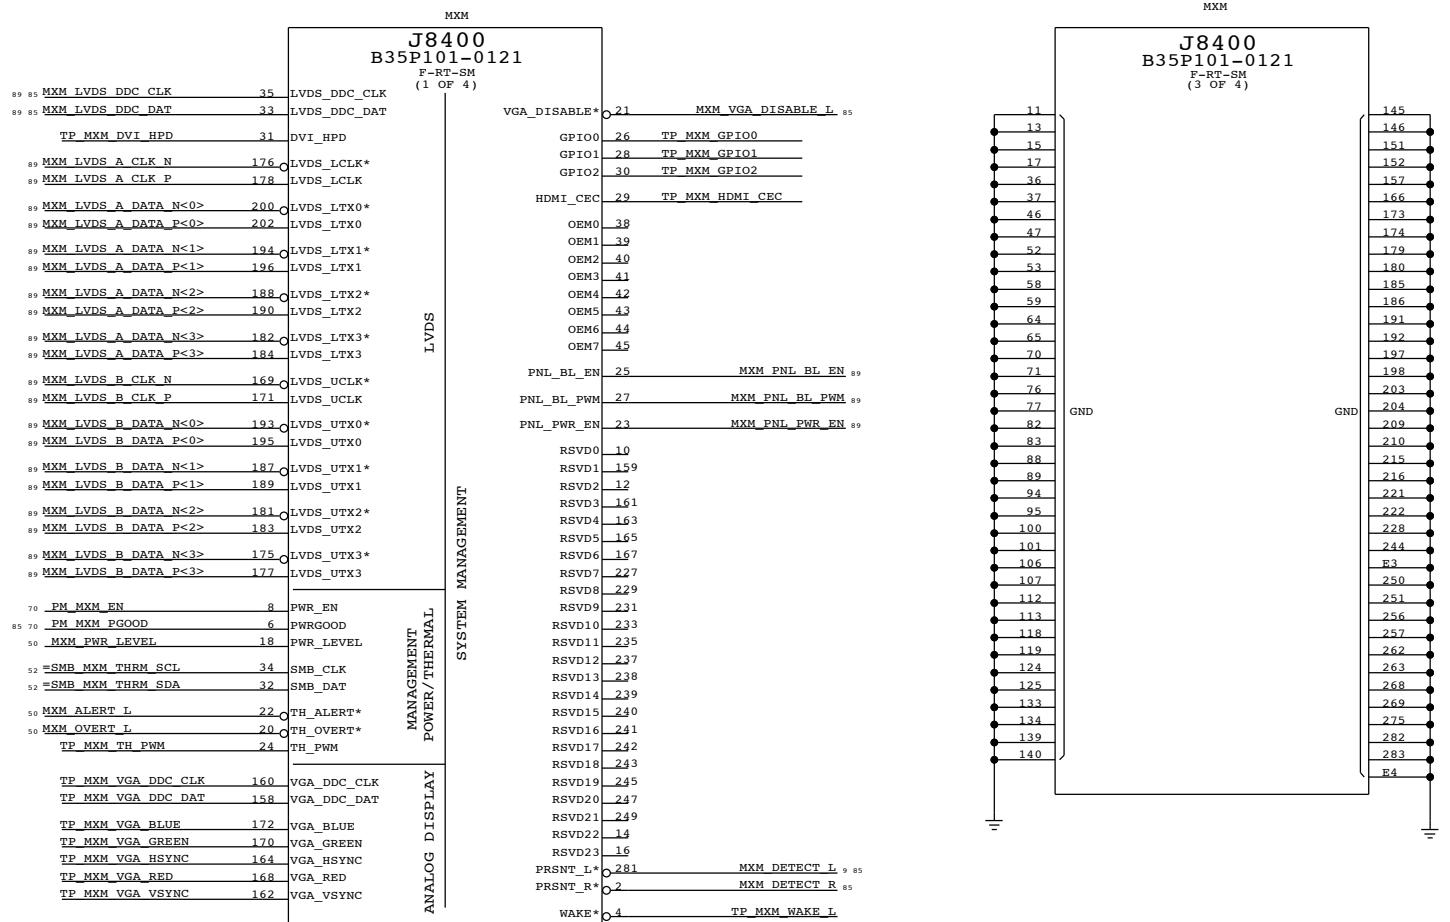 MXM
J8400
B35P101-0121
F-RT-SM
(1 OF 4)
89 85 MXM_LVDS_DDC_CLK 35 LVDS_DDC_CLK
89 85 MXM_LVDS_DDC_DAT 33 LVDS_DDC_DAT
TP_MXM_DVI_HPD 31 DVI_HPD
89 MXM_LVDS_A_CLK_N 176 LVDS_LCLK*
89 MXM_LVDS_A_CLK_P 178 LVDS_LCLK
89 MXM_LVDS_A_DATA_N<0> 200 LVDS_LTX0*
89 MXM_LVDS_A_DATA_P<0> 202 LVDS_LTX0
89 MXM_LVDS_A_DATA_N<1> 194 LVDS_LTX1*
89 MXM_LVDS_A_DATA_P<1> 196 LVDS_LTX1
89 MXM_LVDS_A_DATA_N<2> 188 LVDS_LTX2*
89 MXM_LVDS_A_DATA_P<2> 190 LVDS_LTX2
89 MXM_LVDS_A_DATA_N<3> 182 LVDS_LTX3*
89 MXM_LVDS_A_DATA_P<3> 184 LVDS_LTX3
89 MXM_LVDS_B_CLK_N 169 LVDS_UCLK*
89 MXM_LVDS_B_CLK_P 171 LVDS_UCLK
89 MXM_LVDS_B_DATA_N<0> 193 LVDS_UTX0*
89 MXM_LVDS_B_DATA_P<0> 195 LVDS_UTX0
89 MXM_LVDS_B_DATA_N<1> 187 LVDS_UTX1*
89 MXM_LVDS_B_DATA_P<1> 189 LVDS_UTX1
89 MXM_LVDS_B_DATA_N<2> 181 LVDS_UTX2*
89 MXM_LVDS_B_DATA_P<2> 183 LVDS_UTX2
89 MXM_LVDS_B_DATA_N<3> 175 LVDS_UTX3*
89 MXM_LVDS_B_DATA_P<3> 177 LVDS_UTX3
70 PM_MXM_EN 8 PWR_EN
85 70 PM_MXM_PGOOD 6 PWRGOOD
50 MXM_PWR_LEVEL 18 PWR_LEVEL
52 =SMB_MXM_THRM_SCL 34 SMB_CLK
52 =SMB_MXM_THRM_SDA 32 SMB_DAT
50 MXM_ALERT_L 22 TH_ALERT*
50 MXM_OVERT_L 20 TH_OVERT*
TP_MXM_TH_PWM 24 TH_PWM
TP_MXM_VGA_DDC_CLK 160 VGA_DDC_CLK
TP_MXM_VGA_DDC_DAT 158 VGA_DDC_DAT
TP_MXM_VGA_BLUE 172 VGA_BLUE
TP_MXM_VGA_GREEN 170 VGA_GREEN
TP_MXM_VGA_HSYNC 164 VGA_HSYNC
TP_MXM_VGA_RED 168 VGA_RED
TP_MXM_VGA_VSYNC 162 VGA_VSYNC
LVDS
MANAGEMENT
POWER/THERMAL
ANALOG DISPLAY
SYSTEM MANAGEMENT
VGA_DISABLE* 21 MXM_VGA_DISABLE_L 85
GPIO0 26 TP_MXM_GPIO0
GPIO1 28 TP_MXM_GPIO1
GPIO2 30 TP_MXM_GPIO2
HDMI_CEC 29 TP_MXM_HDMI_CEC
OEM0 38
OEM1 39
OEM2 40
OEM3 41
OEM4 42
OEM5 43
OEM6 44
OEM7 45
PNL_BL_EN 25 MXM_PNL_BL_EN 89
PNL_BL_PWM 27 MXM_PNL_BL_PWM 89
PNL_PWR_EN 23 MXM_PNL_PWR_EN 89
RSVD0 10
RSVD1 159
RSVD2 12
RSVD3 161
RSVD4 163
RSVD5 165
RSVD6 167
RSVD7 227
RSVD8 229
RSVD9 231
RSVD10 233
RSVD11 235
RSVD12 237
RSVD13 238
RSVD14 239
RSVD15 240
RSVD16 241
RSVD17 242
RSVD18 243
RSVD19 245
RSVD20 247
RSVD21 249
RSVD22 14
RSVD23 16
PRSNT_L* 281 MXM_DETECT_L 9 85
PRSNT_R* 2 MXM_DETECT_R 85
WAKE* 4 TP_MXM_WAKE_L
MXM
J8400
B35P101-0121
F-RT-SM
(3 OF 4)
11
13
15
17
36
37
46
47
52
53
58
59
64
65
70
71
76
77
82
83
88
89
94
95
100
101
106
107
112
113
118
119
124
125
133
134
139
140
GND
GND
145
146
151
152
157
166
173
174
179
180
185
186
191
192
197
198
203
204
209
210
215
216
221
222
228
244
E3
250
251
256
257
262
263
268
269
275
282
283
E4